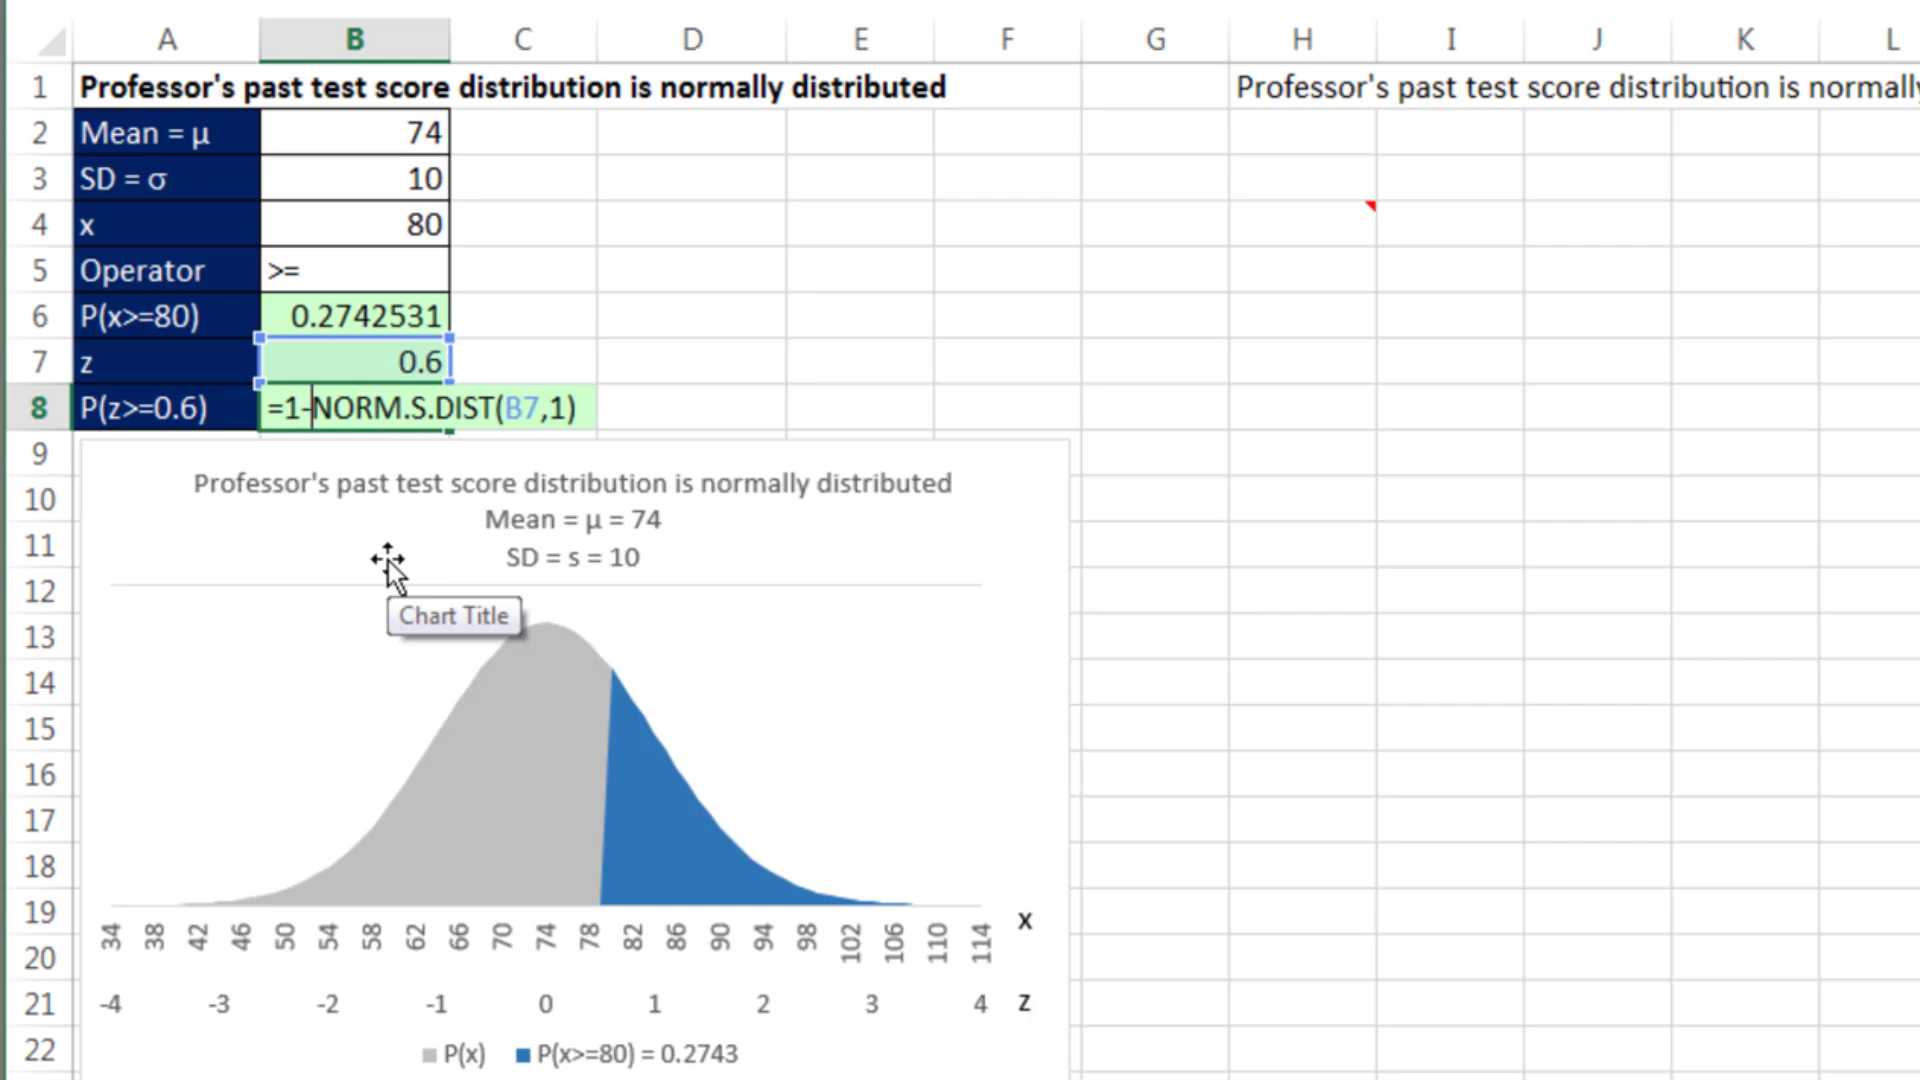 A B C D E F G H I J K L
1 Professor's past test score distribution is normally distributed Professor's past test score distribution is normally
2 Mean = μ 74
3 SD = σ 10
4 x 80
5 Operator >=
6 P(x>=80) 0.2742531
7 z 0.6
8 P(z>=0.6) =1-NORM.S.DIST(B7,1)
9
10 Professor's past test score distribution is normally distributed
Mean = μ = 74
11 SD = s = 10
12
Chart Title
13
14
15
16
17
18
19
34 38 42 46 50 54 58 62 66 70 74 78 82 86 90 94 98 102 106 110 114 x
20
21 -4 -3 -2 -1 0 1 2 3 4 z
22 P(x) P(x>=80) = 0.2743